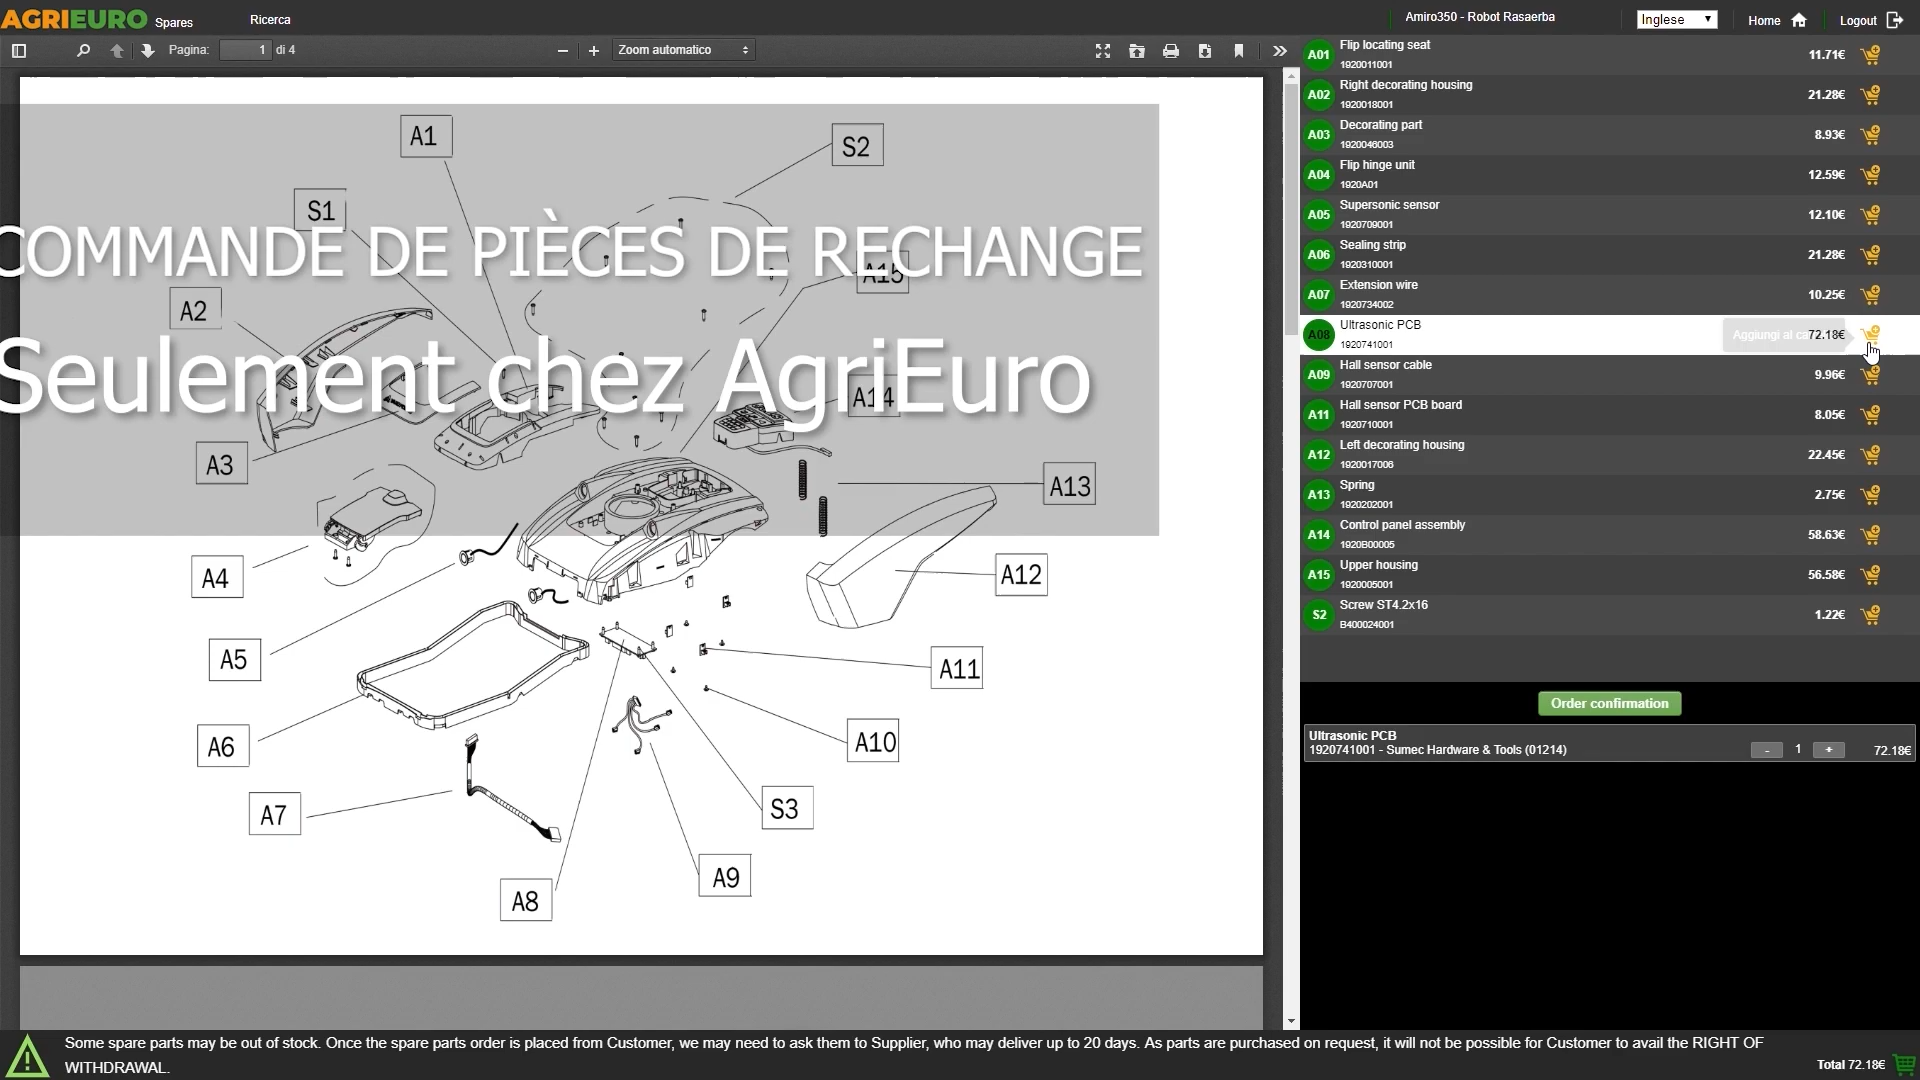 AGRIEURO Spares
Ricerca
Amiro350 - Robot Rasaerba
Inglese
Home
Logout
Pagina: 1 di 4
Zoom automatico
A1
S2
S1
COMMANDE DE PIÈCES DE RECHANGE
A15
A2
Seulement chez AgriEuro
A14
A3
A13
A4
A12
A5
A11
A6
A10
A7
S3
A9
A8
A01 Flip locating seat 11.71€
1920011001
A02 Right decorating housing 21.28€
1920018001
A03 Decorating part 8.93€
1920046003
A04 Flip hinge unit 12.59€
1920A01
A05 Supersonic sensor 12.10€
1920709001
A06 Sealing strip 21.28€
1920310001
A07 Extension wire 10.25€
1920734002
A08 Ultrasonic PCB Aggiungi al ca 72.18€
1920741001
A09 Hall sensor cable 9.96€
1920707001
A11 Hall sensor PCB board 8.05€
1920710001
A12 Left decorating housing 22.45€
1920017006
A13 Spring 2.75€
1920202001
A14 Control panel assembly 58.63€
1920B00005
A15 Upper housing 56.58€
1920005001
S2 Screw ST4.2x16 1.22€
B400024001
Order confirmation
Ultrasonic PCB
1920741001 - Sumec Hardware & Tools (01214) - 1 + 72.18€
Some spare parts may be out of stock. Once the spare parts order is placed from Customer, we may need to ask them to Supplier, who may deliver up to 20 days. As parts are purchased on request, it will not be possible for Customer to avail the RIGHT OF
WITHDRAWAL.
Total 72.18€